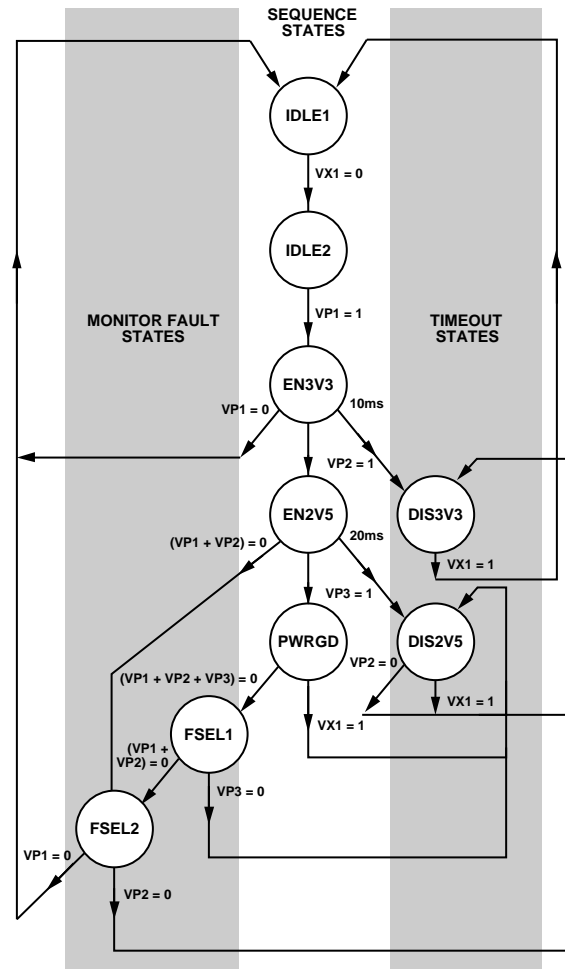 SEQUENCE
STATES
IDLE1
VX1 = 0
IDLE2
VP1 = 1
MONITOR FAULT
STATES
TIMEOUT
STATES
EN3V3
VP1 = 0
10ms
VP2 = 1
EN2V5
DIS3V3
(VP1 + VP2) = 0
20ms
VX1 = 1
VP3 = 1
PWRGD
DIS2V5
VP2 = 0
(VP1 + VP2 + VP3) = 0
VX1 = 1
FSEL1
VX1 = 1
(VP1 +
VP2) = 0
VP3 = 0
FSEL2
VP1 = 0
VP2 = 0